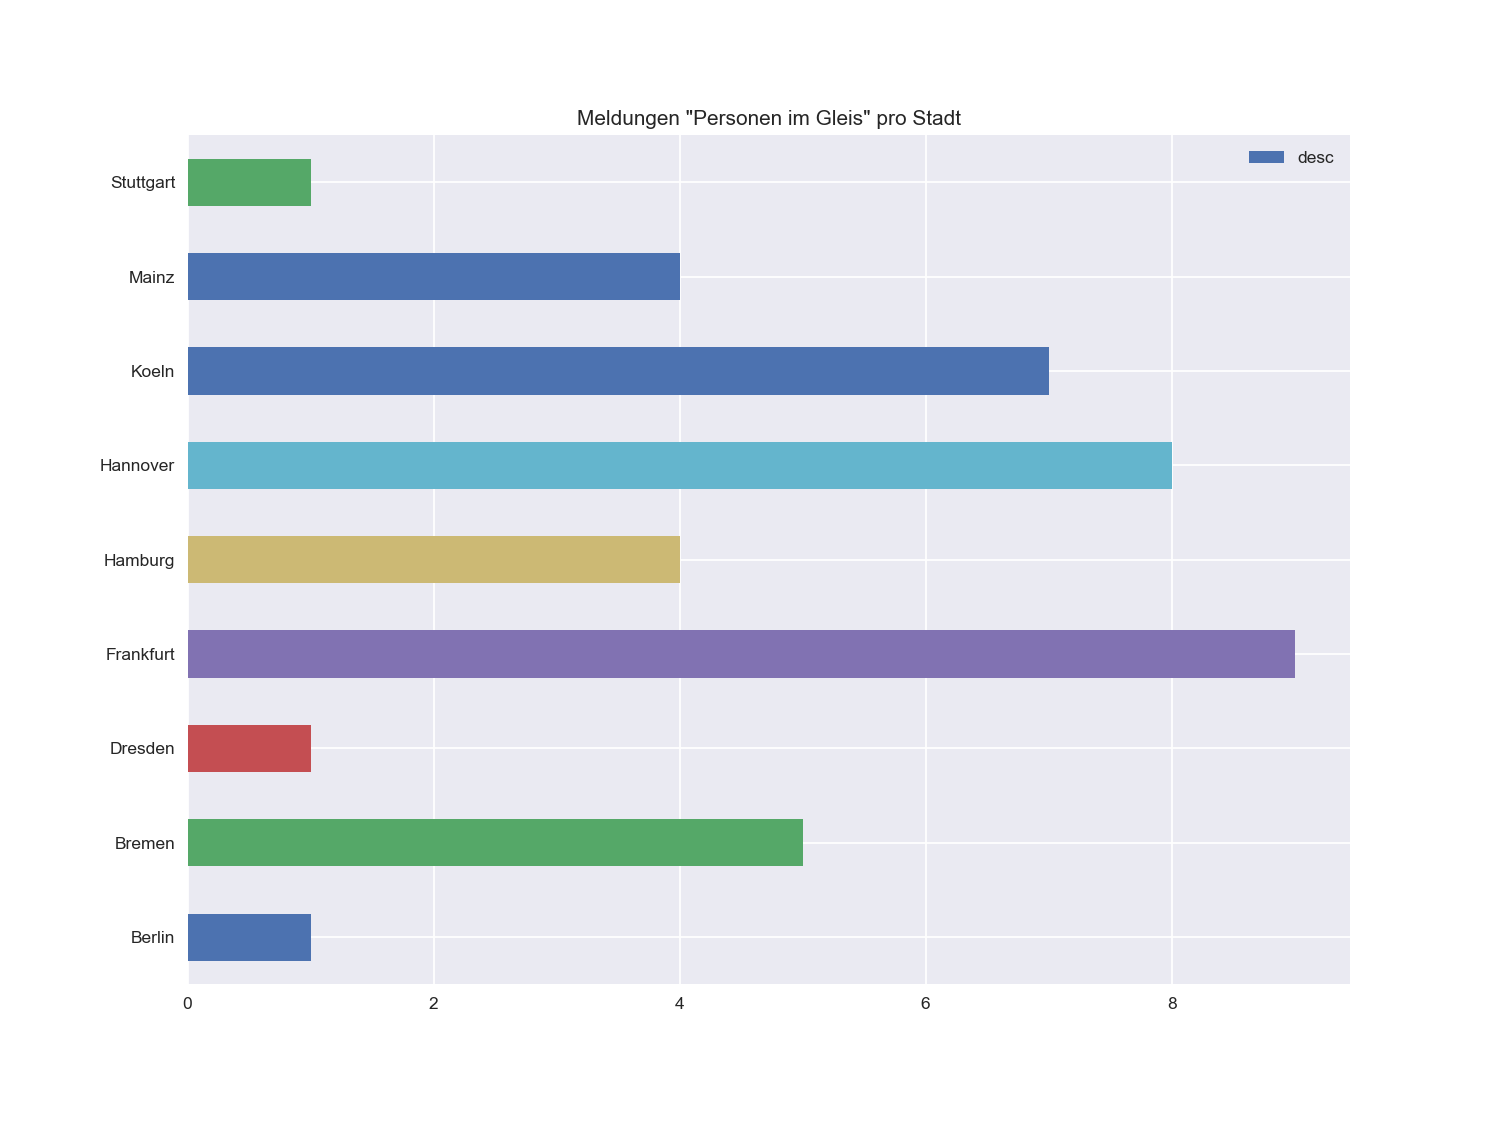 Meldungen "Personen im Gleis" pro Stadt
desc
Stuttgart
Mainz
Koeln
Hannover
Hamburg
Frankfurt
Dresden
Bremen
Berlin
0 2 4 6 8